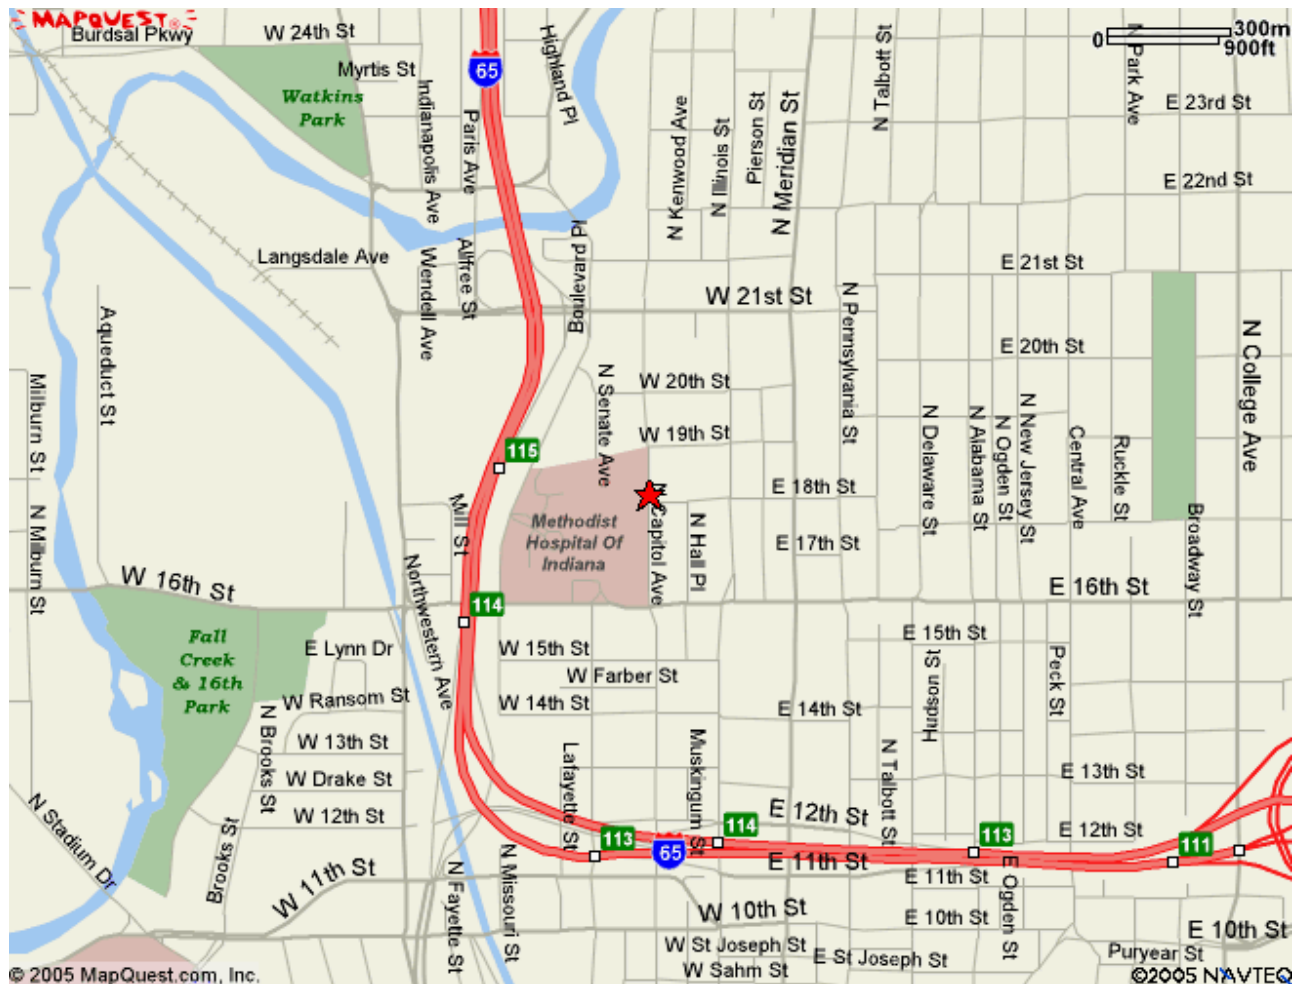 MAPQUEST
Burdsal Pkwy
W 24th St
65
Highland Pl
N Talbott St
N Park Ave
0
300m
900ft
Myrtis St
Watkins
Park
Indianapolis Ave
Paris Ave
N Kenwood Ave
N Illinois St
Pierson St
N Meridian St
E 23rd St
E 22nd St
Langsdale Ave
Wendell Ave
Allfree St
Boulevard Pl
E 21st St
W 21st St
N Pennsylvania St
Aqueduct St
E 20th St
N College Ave
Milburn St
N Senate Ave
W 20th St
N Delaware St
N Alabama St
N Ogden St
N New Jersey St
Central Ave
Ruckle St
W 19th St
115
Mill St
E 18th St
N Capitol Ave
N Hall Pl
Methodist
Hospital Of
Indiana
E 17th St
N Milburn St
Broadway St
W 16th St
Northwestern Ave
114
E 16th St
Fall
Creek
& 16th
Park
E Lynn Dr
W 15th St
E 15th St
W Farber St
Hudson St
Peck St
W Ransom St
W 14th St
E 14th St
N Brooks St
W 13th St
Lafayette St
Muskingum St
N Talbott St
E 13th St
W Drake St
N Stadium Dr
W 12th St
E 12th St
E 12th St
Brooks St
113
114
113
111
65
W 11th St
E 11th St
E 11th St
E Ogden St
N Fayette St
N Missouri St
W 10th St
E 10th St
E 10th St
W St Joseph St
E St Joseph St
Puryear St
W Sahm St
© 2005 MapQuest.com, Inc.
©2005 NAVTEQ